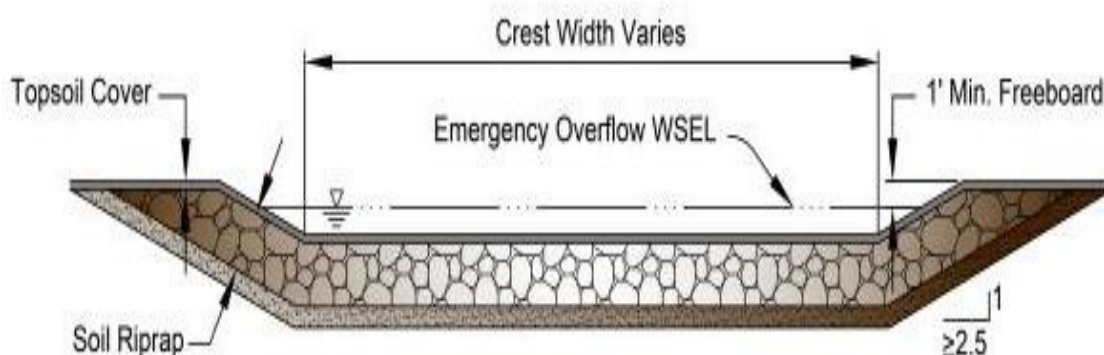 Crest Width Varies
Topsoil Cover
1' Min. Freeboard
Emergency Overflow WSEL
Soil Riprap
1
≥2.5